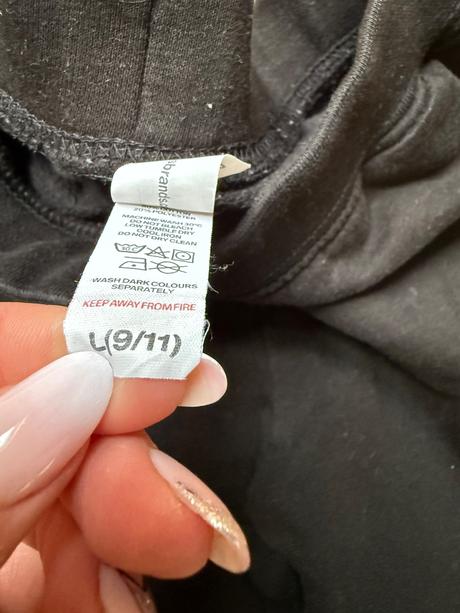 20% POLYESTER
MACHINE WASH 30°C
DO NOT BLEACH
LOW TUMBLE DRY
COOL IRON
DO NOT DRY CLEAN
WASH DARK COLOURS
SEPARATELY
KEEP AWAY FROM FIRE
L(9/11)